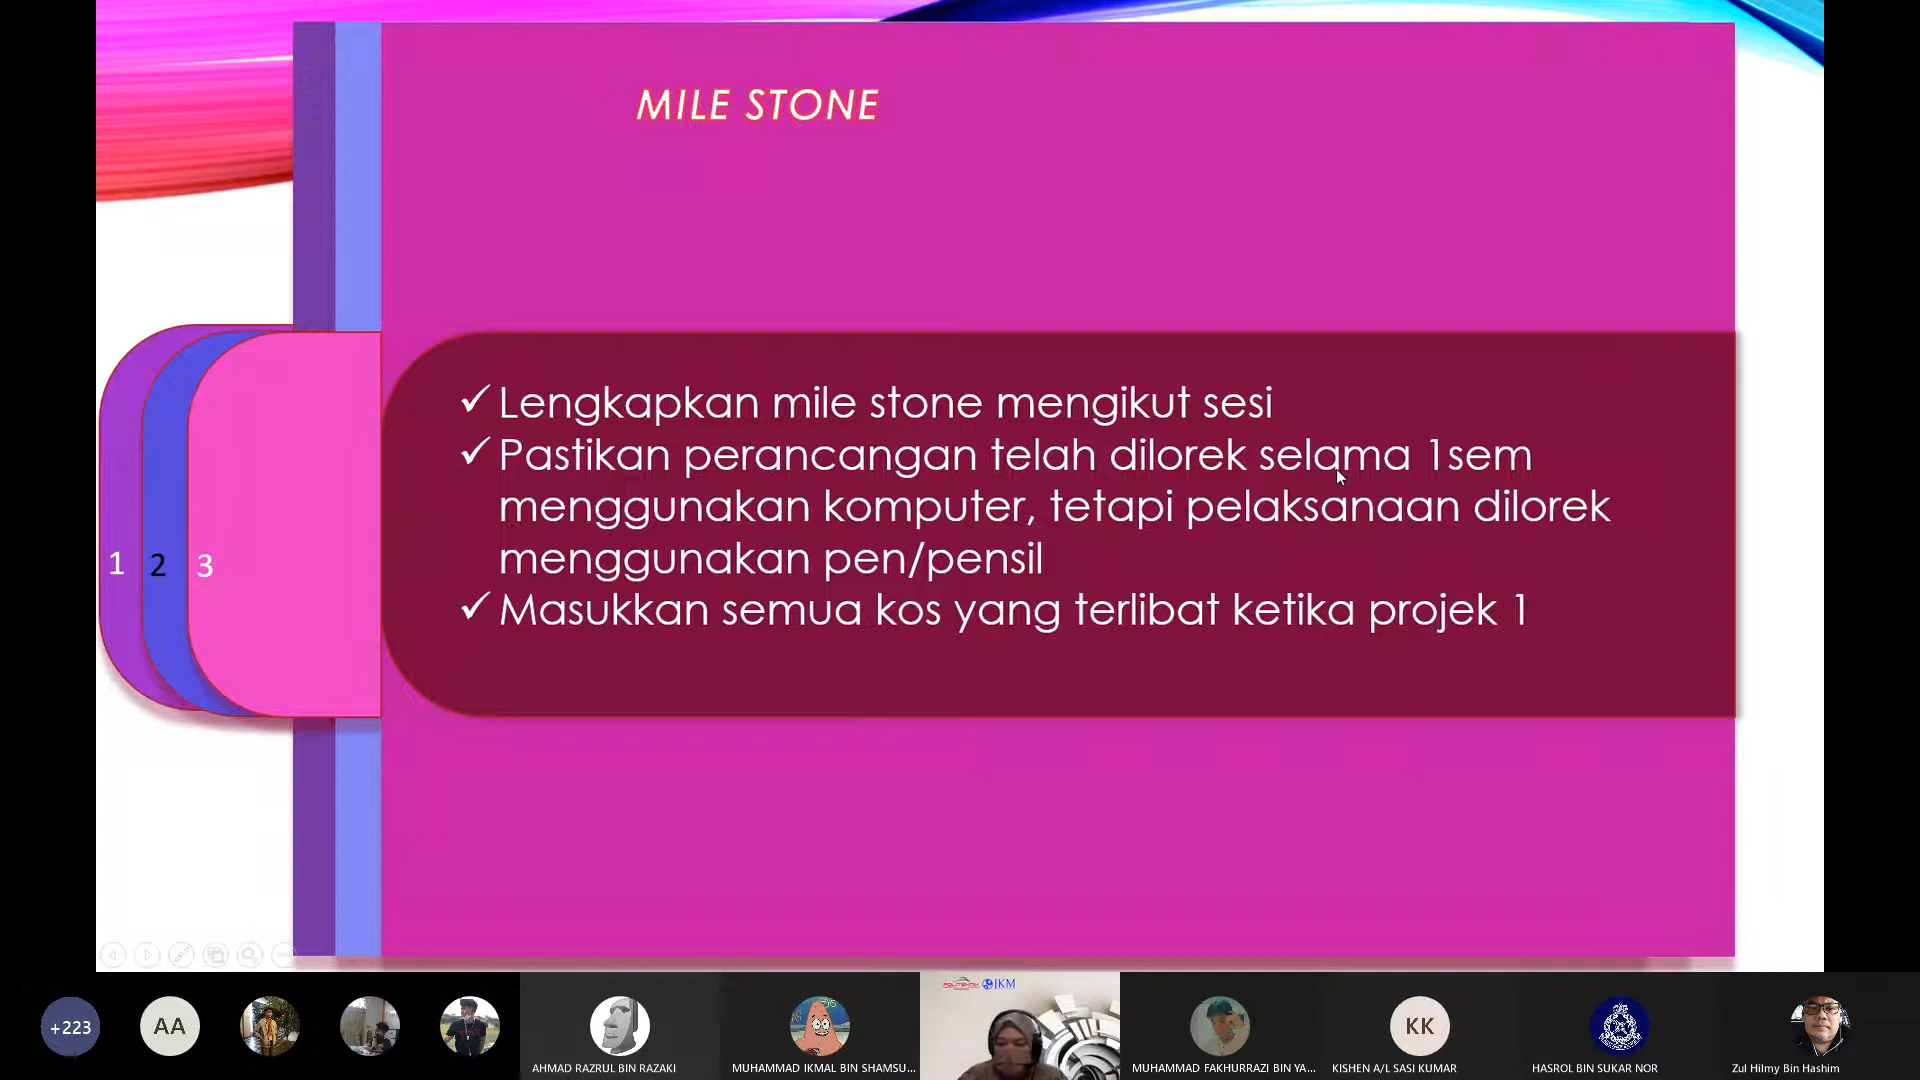 MILE STONE
✓ Lengkapkan mile stone mengikut sesi
✓ Pastikan perancangan telah dilorek selama 1sem
menggunakan komputer, tetapi pelaksanaan dilorek
menggunakan pen/pensil
✓ Masukkan semua kos yang terlibat ketika projek 1
1 2 3
POLITEKNIK JKM
+223 AA KK
AHMAD RAZRUL BIN RAZAKI MUHAMMAD IKMAL BIN SHAMSU... MUHAMMAD FAKHURRAZI BIN YA... KISHEN A/L SASI KUMAR HASROL BIN SUKAR NOR Zul Hilmy Bin Hashim